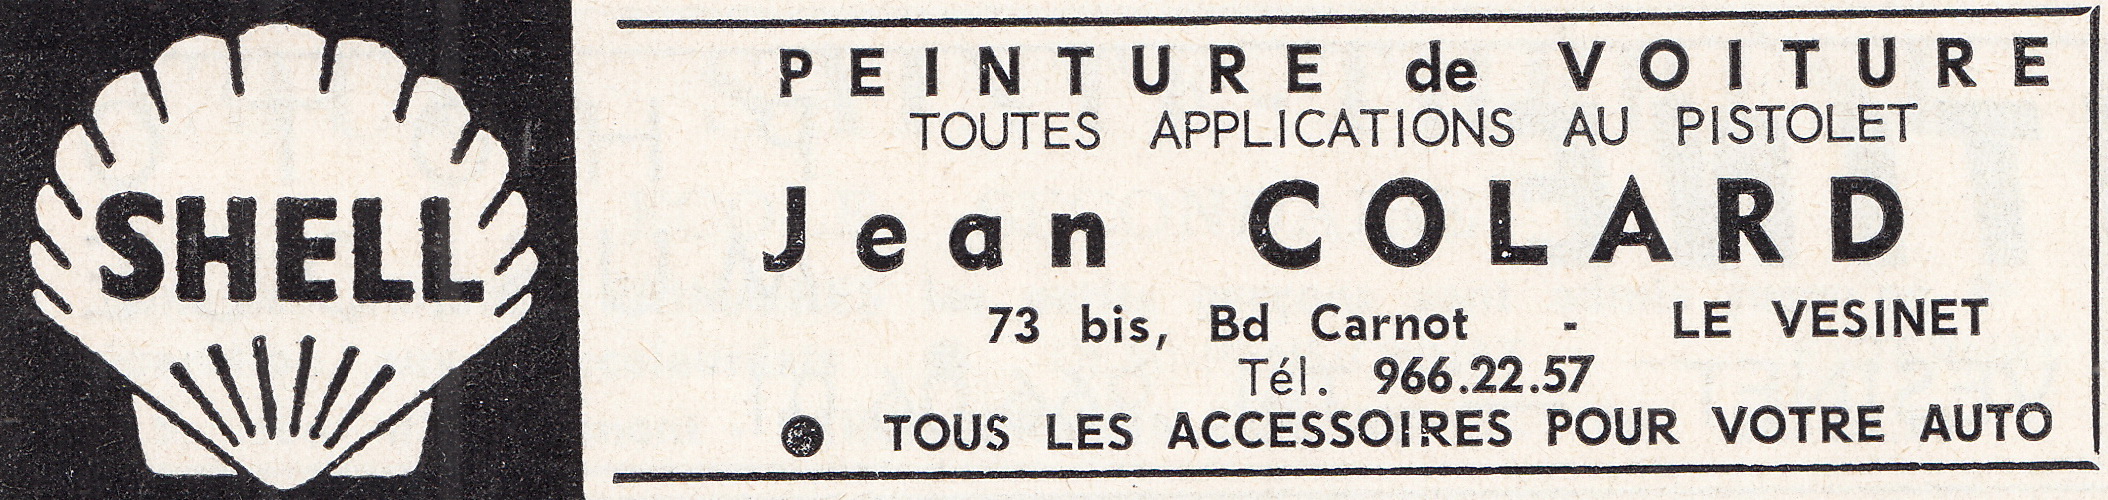 SHELL
PEINTURE de VOITURE
TOUTES APPLICATIONS AU PISTOLET
Jean COLARD
73 bis, Bd Carnot - LE VESINET
Tél. 966.22.57
TOUS LES ACCESSOIRES POUR VOTRE AUTO